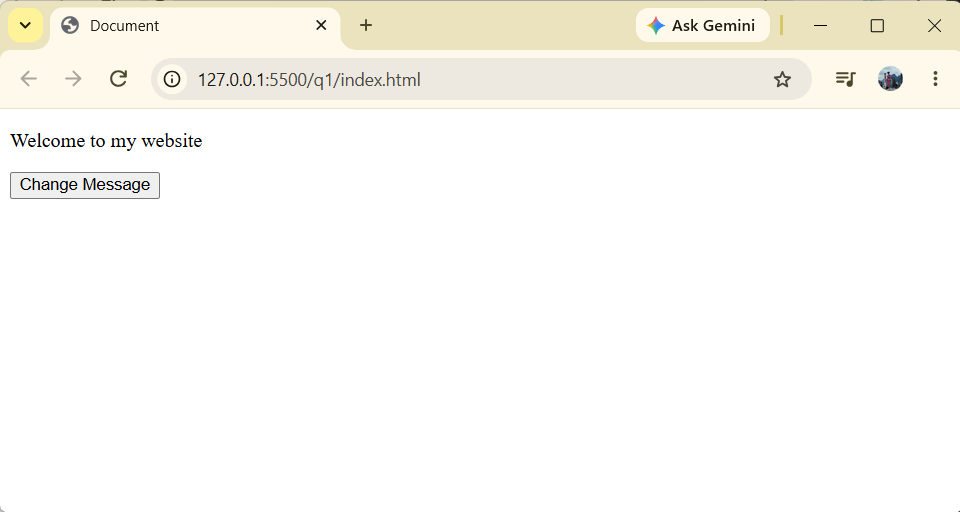 Document
Ask Gemini
127.0.0.1:5500/q1/index.html
Welcome to my website
Change Message